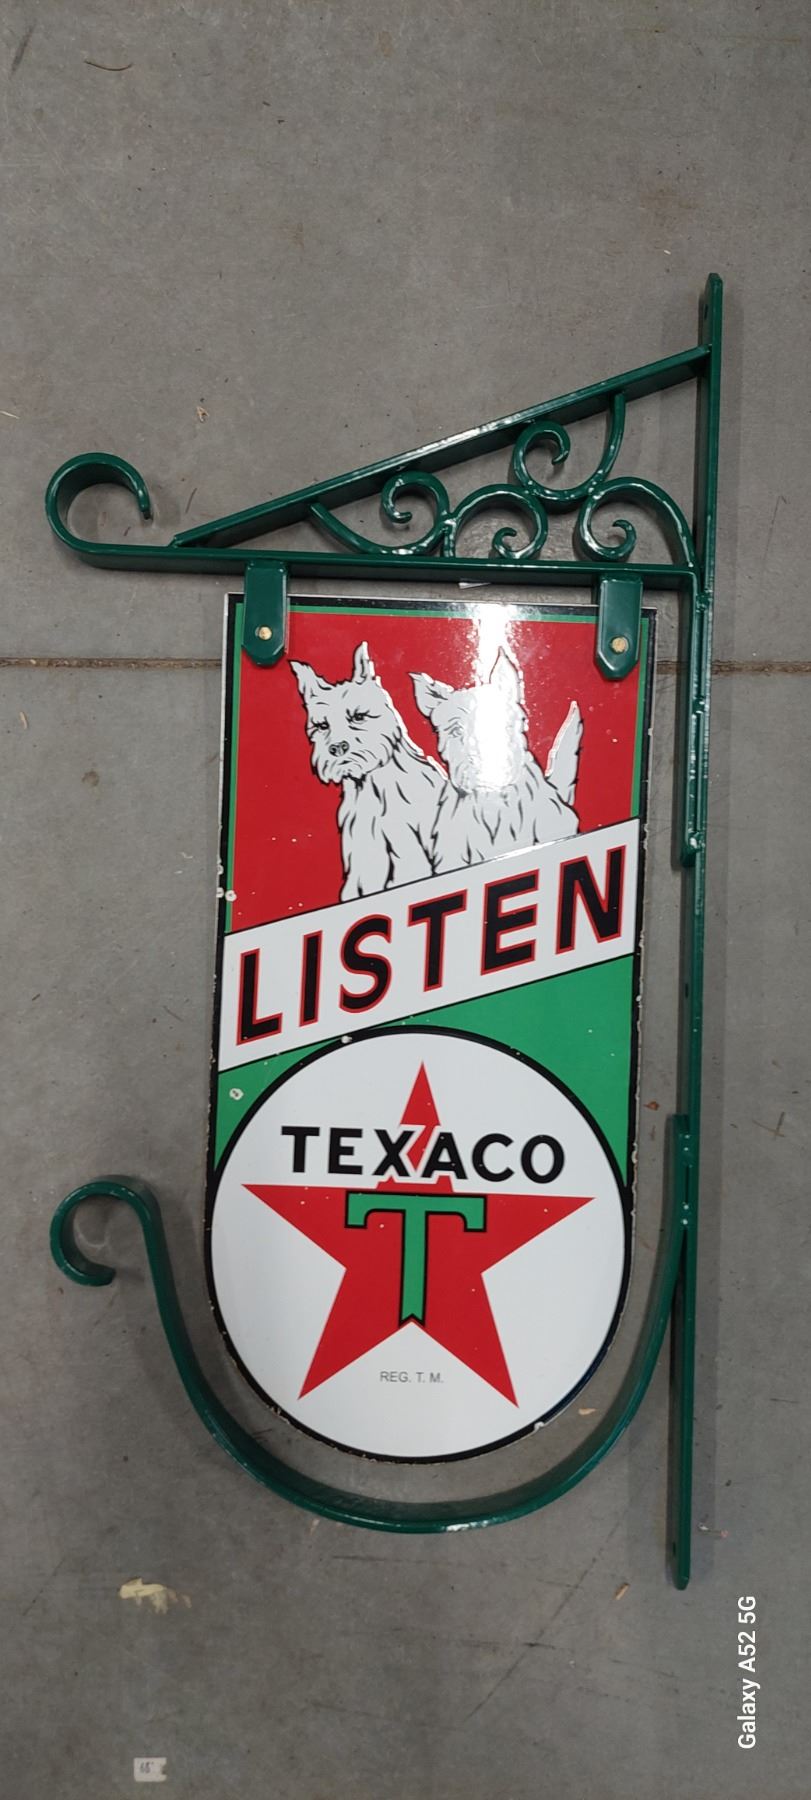 LISTEN
TEXACO
T
REG. T. M.
Galaxy A52 5G